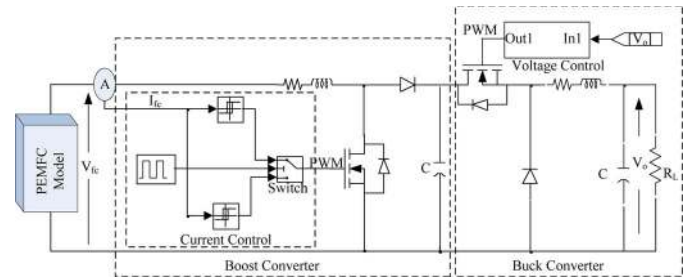 PEMFC
Model
V_fc
A
I_fc
PWM
Switch
Current Control
C
Boost Converter
PWM
Out1 In1
[V_o]
Voltage Control
C
V_o
R_L
Buck Converter